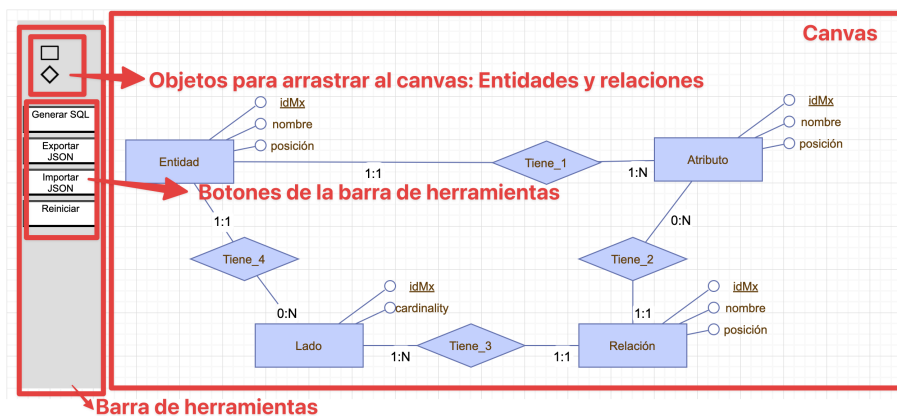 Canvas
Objetos para arrastrar al canvas: Entidades y relaciones
Generar SQL
Exportar
JSON
Importar
JSON
Reiniciar
Botones de la barra de herramientas
Barra de herramientas
idMx
nombre
posición
Entidad
1:1
Tiene_1
1:N
idMx
nombre
posición
Atributo
1:1
Tiene_4
0:N
0:N
Tiene_2
1:1
idMx
cardinality
Lado
1:N
Tiene_3
1:1
idMx
nombre
posición
Relación